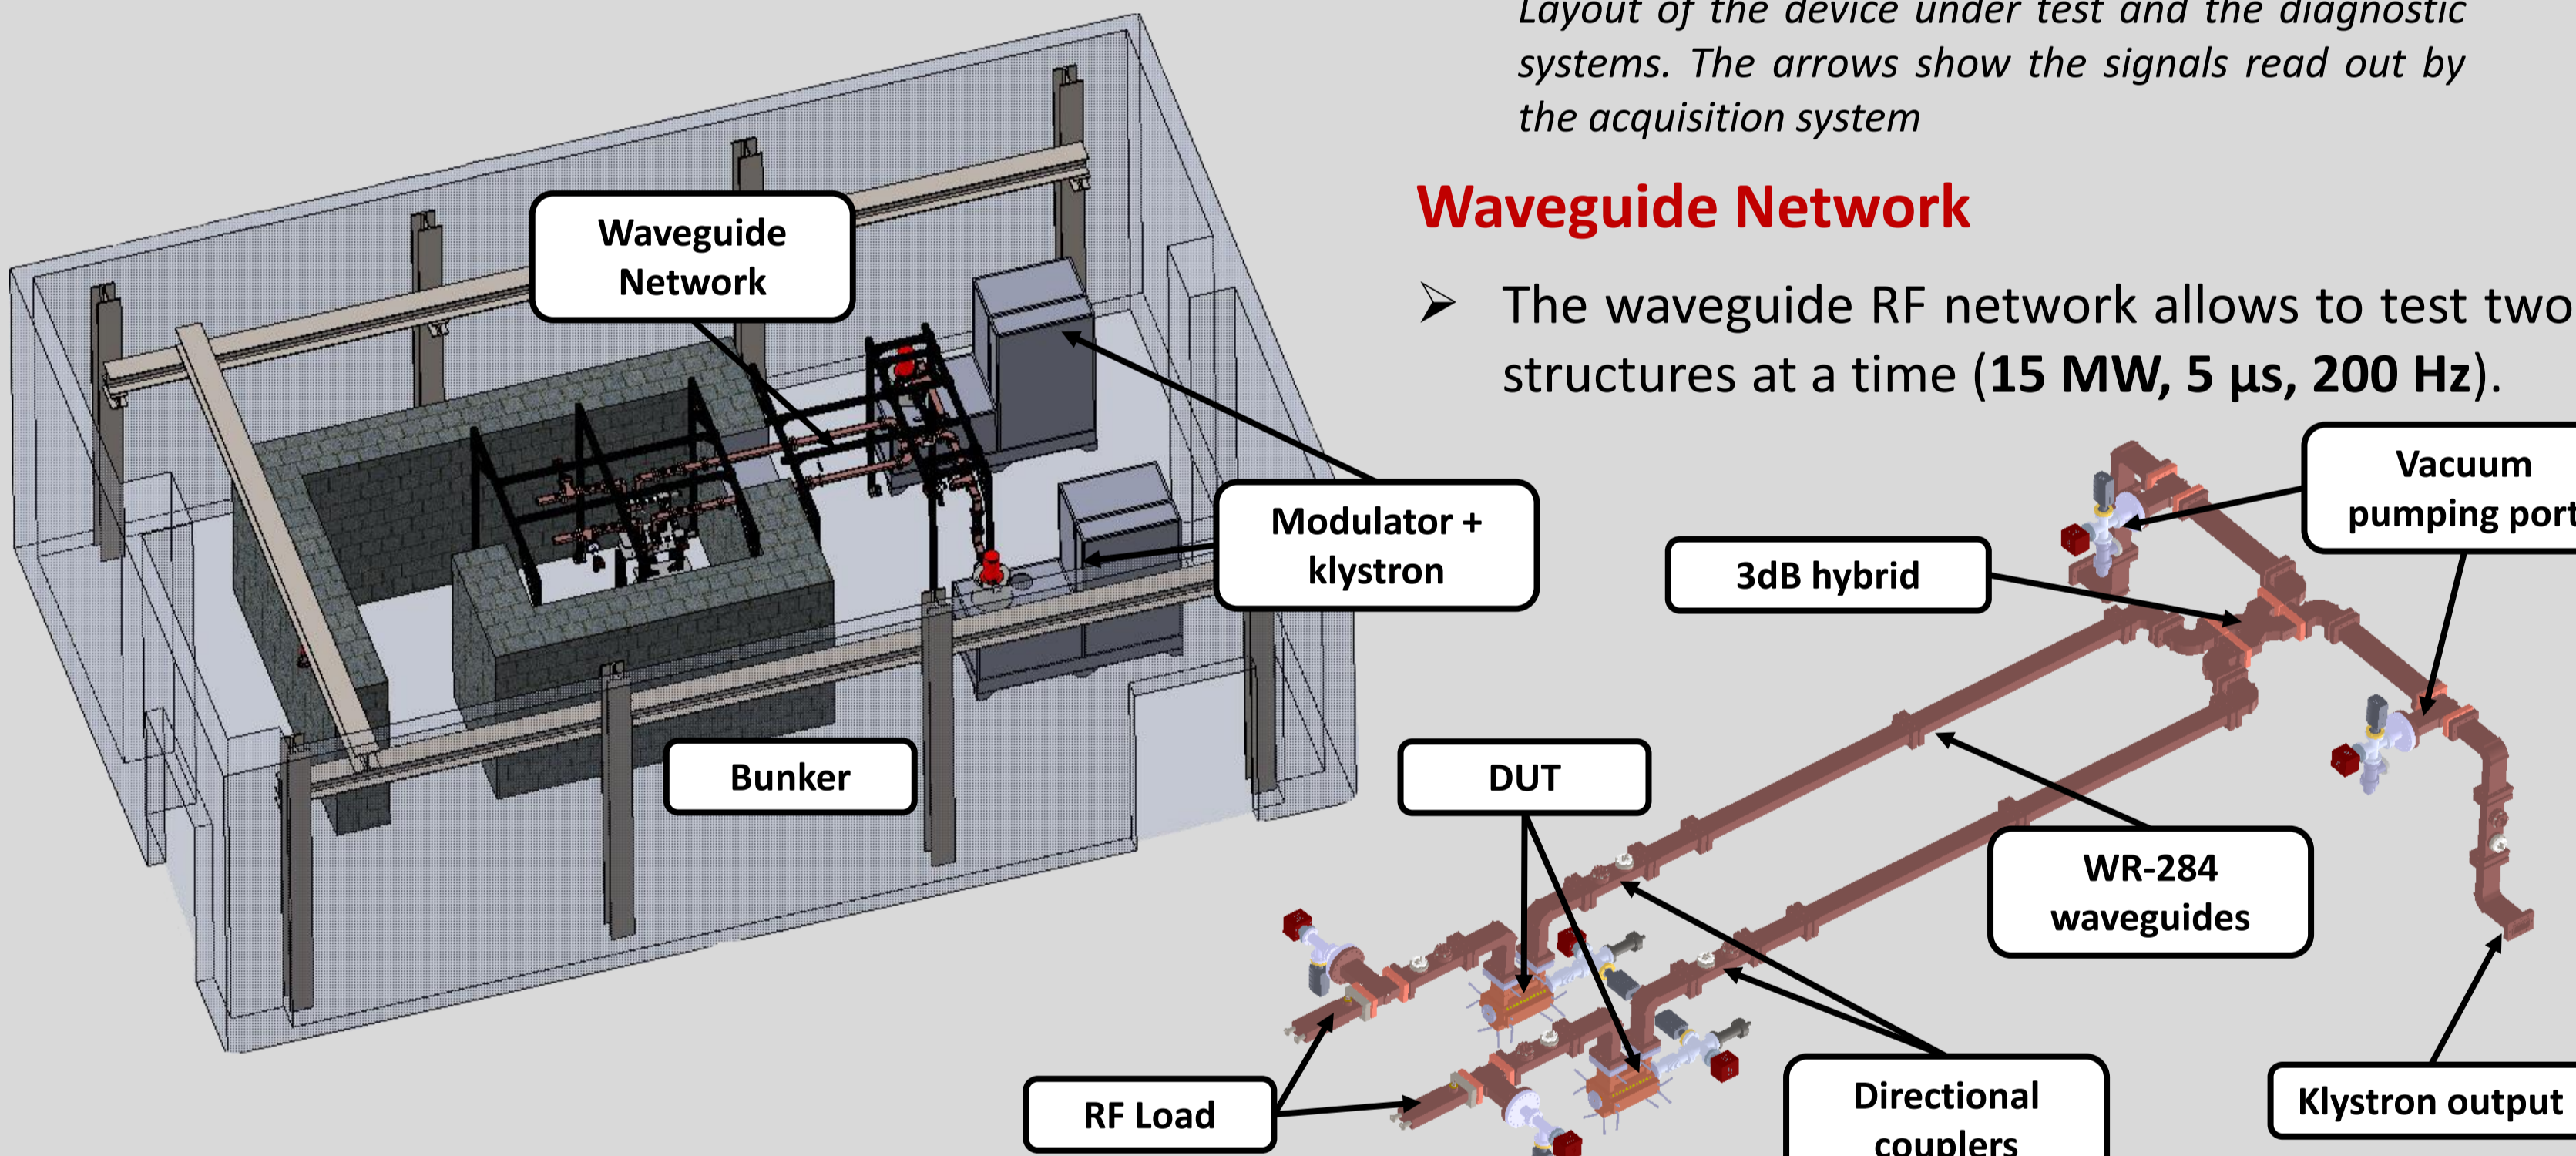 Layout of the device under test and the diagnostic
systems. The arrows show the signals read out by
the acquisition system
Waveguide Network
➢ The waveguide RF network allows to test two
structures at a time (15 MW, 5 µs, 200 Hz).
Waveguide
Network
Modulator +
klystron
Bunker
Vacuum
pumping port
3dB hybrid
DUT
WR-284
waveguides
RF Load
Directional
couplers
Klystron output